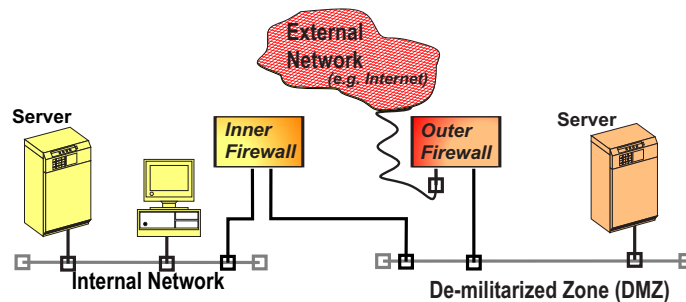 External
Network
(e.g. Internet)
Server
Inner
Firewall
Outer
Firewall
Server
Internal Network
De-militarized Zone (DMZ)